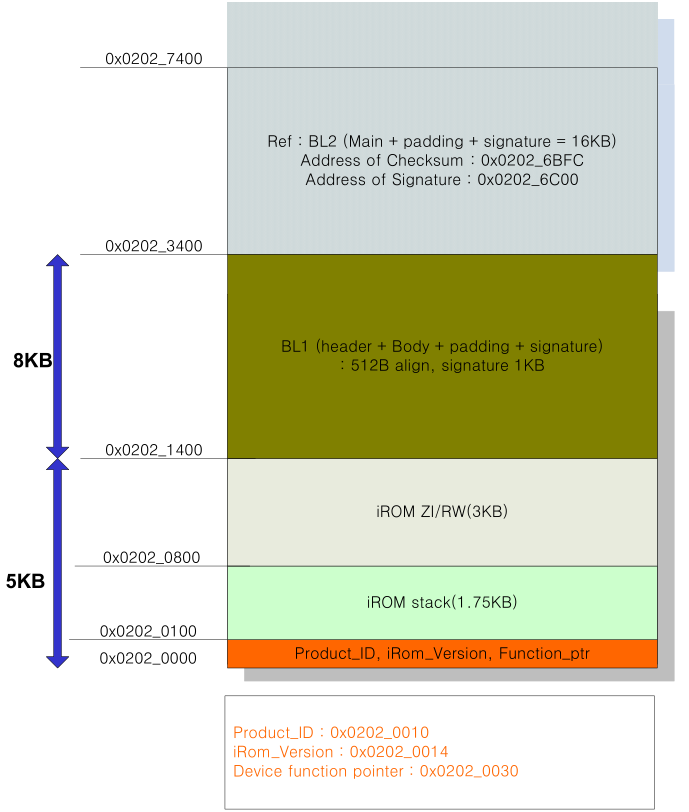 0x0202_7400
Ref : BL2 (Main + padding + signature = 16KB)
Address of Checksum : 0x0202_6BFC
Address of Signature : 0x0202_6C00
0x0202_3400
8KB
BL1 (header + Body + padding + signature)
: 512B align, signature 1KB
0x0202_1400
iROM ZI/RW(3KB)
0x0202_0800
5KB
iROM stack(1.75KB)
0x0202_0100
0x0202_0000
Product_ID, iRom_Version, Function_ptr
Product_ID : 0x0202_0010
iRom_Version : 0x0202_0014
Device function pointer : 0x0202_0030